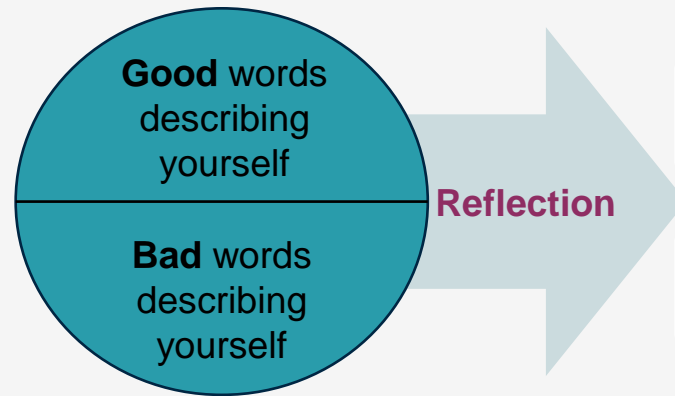 Good words
describing
yourself
Bad words
describing
yourself
Reflection